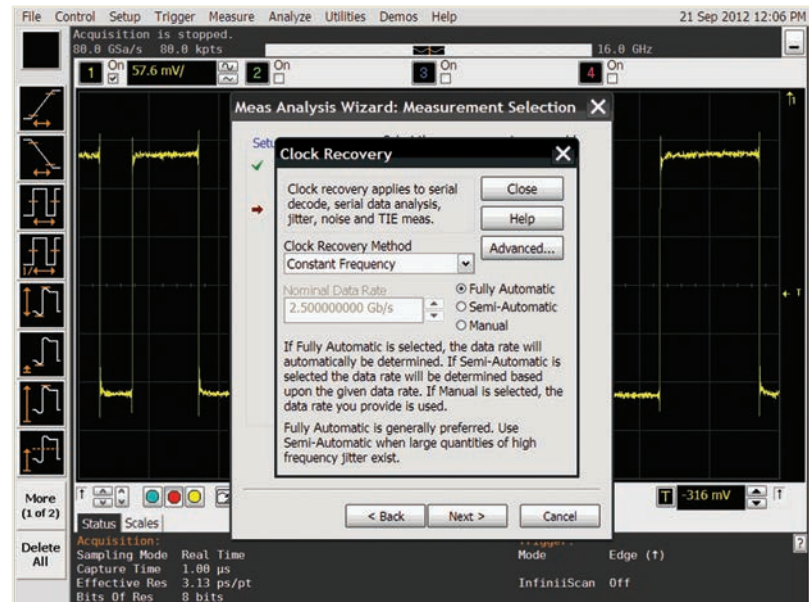 File Control Setup Trigger Measure Analyze Utilities Demos Help 21 Sep 2012 12:06 PM
Acquisition is stopped.
80.0 GSa/s 80.0 kpts 16.0 GHz
1 On 57.6 mV/ 2 On 3 On 4 On
Meas Analysis Wizard: Measurement Selection
Clock Recovery
Clock recovery applies to serial decode, serial data analysis, jitter, noise and TIE meas.
Close
Help
Advanced...
Clock Recovery Method
Constant Frequency
Nominal Data Rate
2.500000000 Gb/s
Fully Automatic
Semi-Automatic
Manual
If Fully Automatic is selected, the data rate will
automatically be determined. If Semi-Automatic is
selected the data rate will be determined based
upon the given data rate. If Manual is selected, the
data rate you provide is used.
Fully Automatic is generally preferred. Use
Semi-Automatic when large quantities of high
frequency jitter exist.
< Back Next > Cancel
T
More
(1 of 2)
Delete
All
T -316 mV
Status Scales
Acquisition:
Sampling Mode Real Time
Capture Time 1.00 µs
Effective Res 3.13 ps/pt
Bits Of Res 8 bits
Mode Edge (↑)
InfiniiScan Off
?